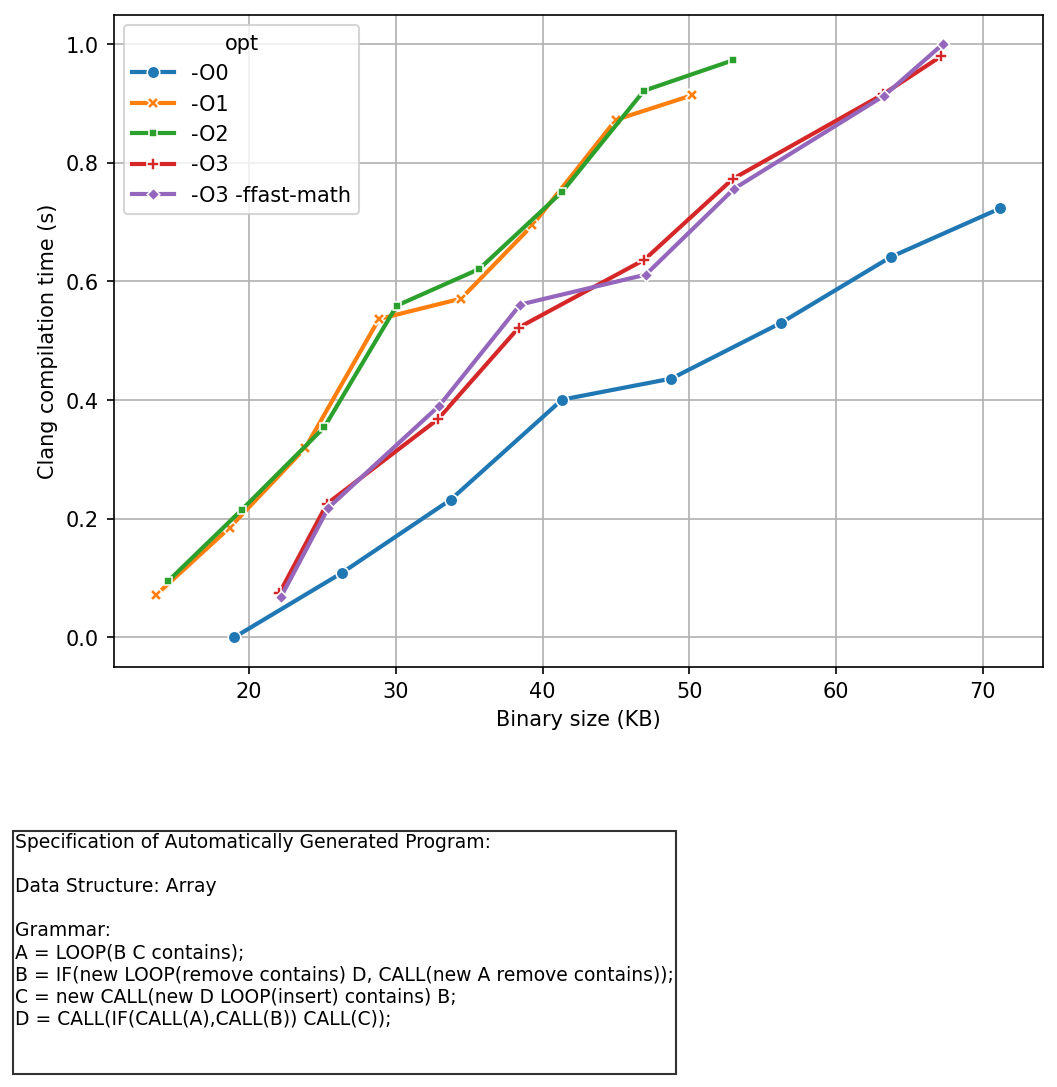 opt
-O0
-O1
-O2
-O3
-O3 -ffast-math
1.0
0.8
0.6
0.4
0.2
0.0
Clang compilation time (s)
20 30 40 50 60 70
Binary size (KB)
Specification of Automatically Generated Program:
Data Structure: Array
Grammar:
A = LOOP(B C contains);
B = IF(new LOOP(remove contains) D, CALL(new A remove contains));
C = new CALL(new D LOOP(insert) contains) B;
D = CALL(IF(CALL(A),CALL(B)) CALL(C));